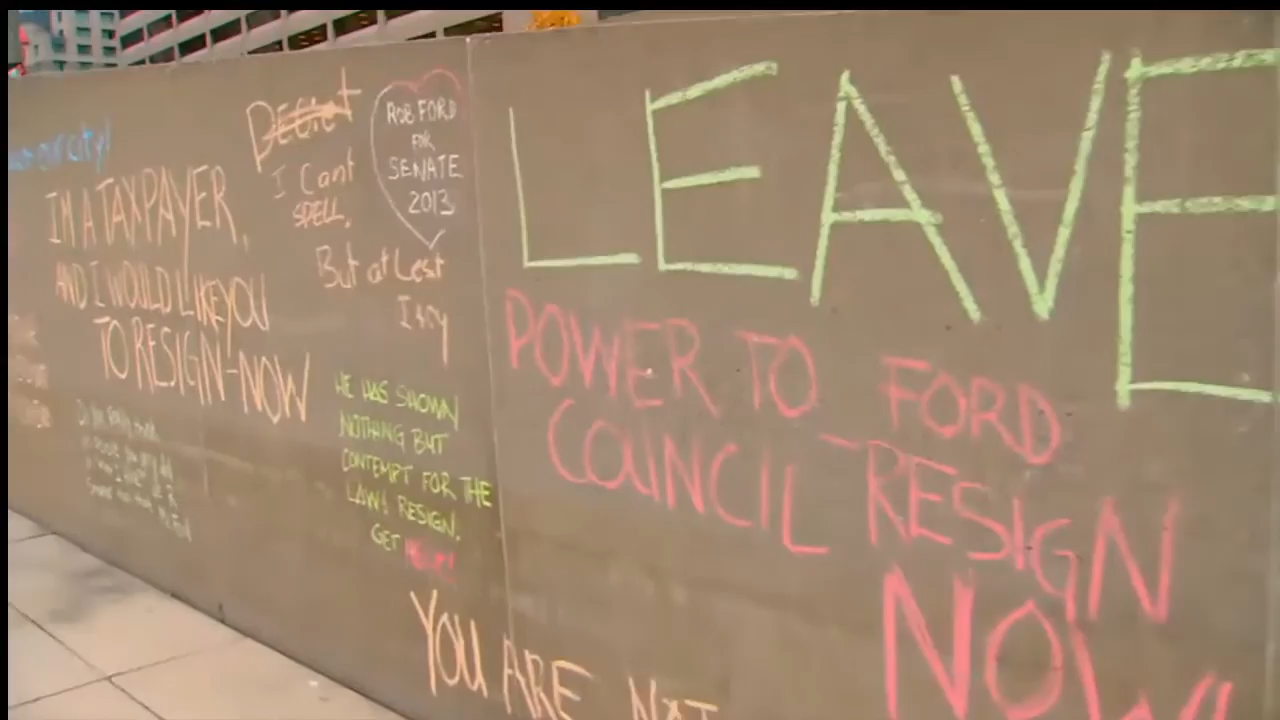 our city!
I'M A TAXPAYER,
AND I WOULD LIKE YOU
TO RESIGN-NOW
I Cant
SPELL.
But at Lest
I try
ROB FORD
FOR
SENATE
2013
HE HAS SHOWN
NOTHING BUT
CONTEMPT FOR THE
LAWS RESIGN.
GET HELP!
YOU ARE NOT
LEAVE
POWER TO FORD
COUNCIL-RESIGN
NOW!